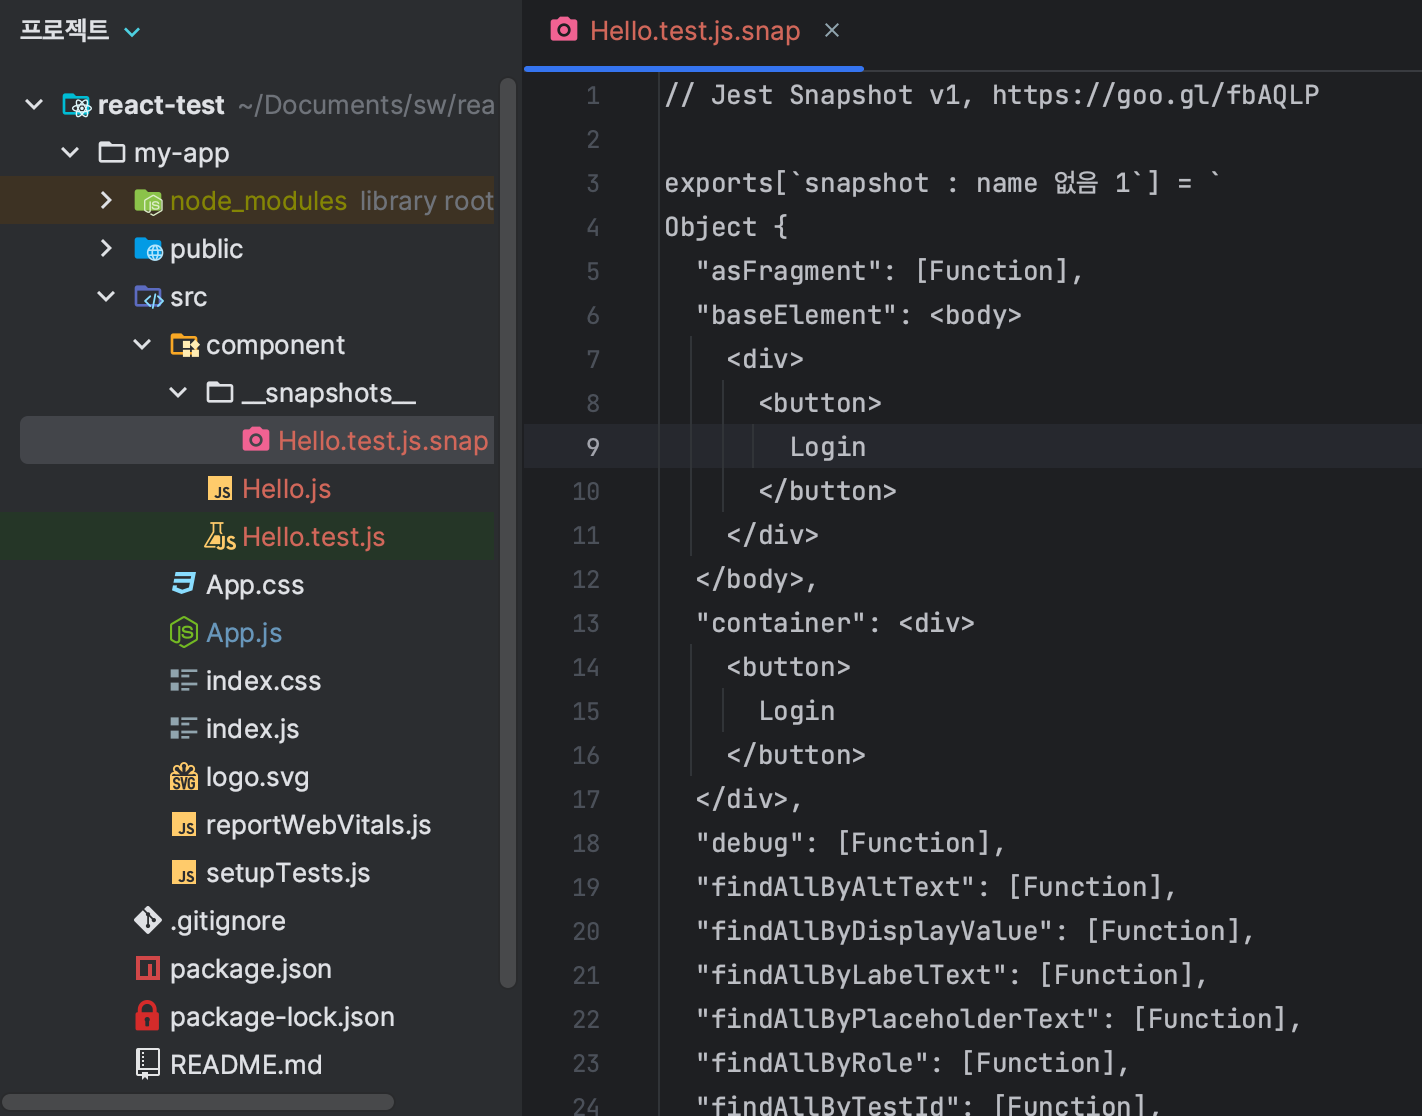 프로젝트
react-test ~/Documents/sw/rea
my-app
node_modules library root
public
src
component
__snapshots__
Hello.test.js.snap
Hello.js
Hello.test.js
App.css
App.js
index.css
index.js
logo.svg
reportWebVitals.js
setupTests.js
.gitignore
package.json
package-lock.json
README.md
Hello.test.js.snap
1 // Jest Snapshot v1, https://goo.gl/fbAQLP
2
3 exports[`snapshot : name 없음 1`] = `
4 Object {
5 "asFragment": [Function],
6 "baseElement": <body>
7 <div>
8 <button>
9 Login
10 </button>
11 </div>
12 </body>,
13 "container": <div>
14 <button>
15 Login
16 </button>
17 </div>,
18 "debug": [Function],
19 "findAllByAltText": [Function],
20 "findAllByDisplayValue": [Function],
21 "findAllByLabelText": [Function],
22 "findAllByPlaceholderText": [Function],
23 "findAllByRole": [Function],
24 "findAllByTestId": [Function],